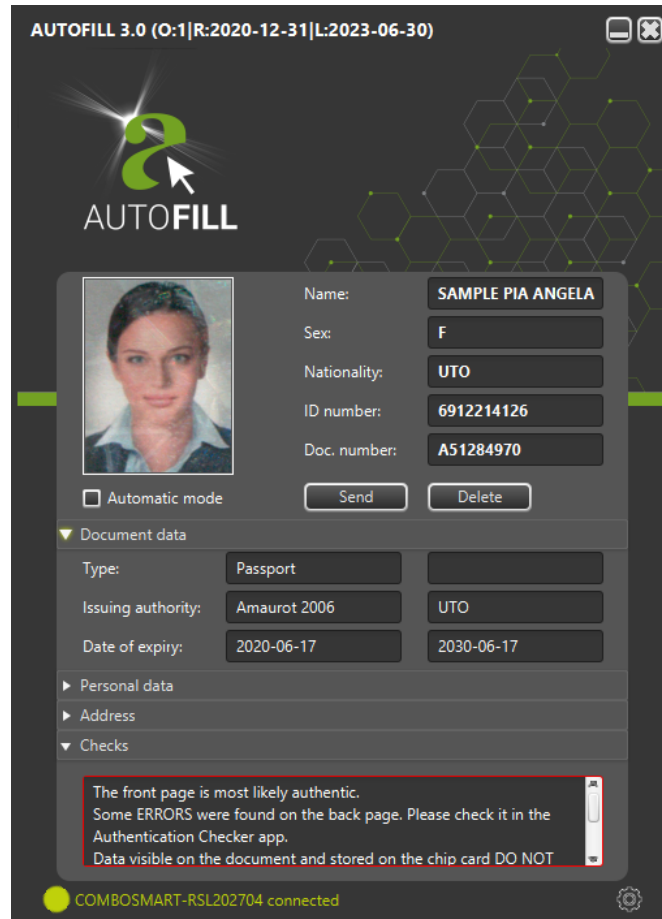 AUTOFILL 3.0 (O:1|R:2020-12-31|L:2023-06-30)
a
AUTOFILL
Name: SAMPLE PIA ANGELA
Sex: F
Nationality: UTO
ID number: 6912214126
Doc. number: A51284970
Automatic mode Send Delete
Document data
Type: Passport
Issuing authority: Amaurot 2006 UTO
Date of expiry: 2020-06-17 2030-06-17
Personal data
Address
Checks
The front page is most likely authentic.
Some ERRORS were found on the back page. Please check it in the
Authentication Checker app.
Data visible on the document and stored on the chip card DO NOT
COMBOSMART-RSL202704 connected